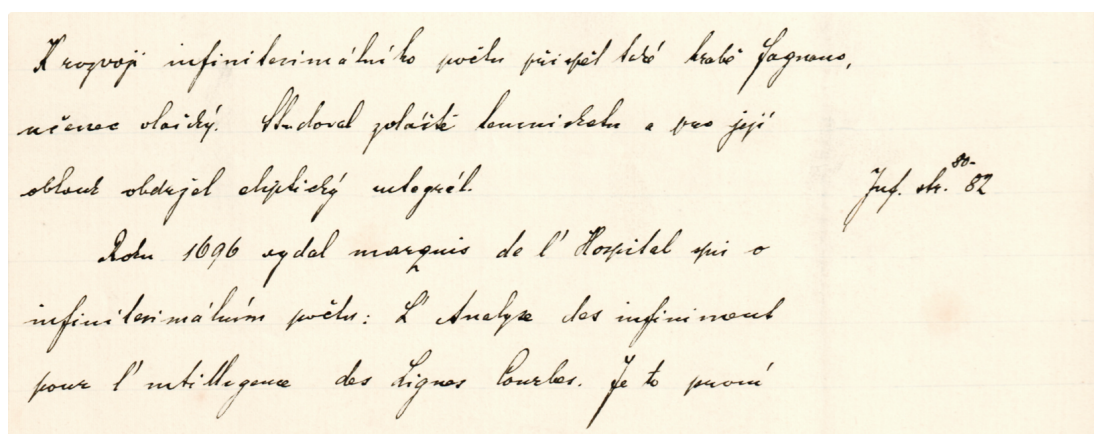 K rozvoji infinitesimálního počtu přispěl také hrabě Fagnano,
učenec vlašský. Studoval zvláště lemniskatu a pro její
oblouk obdržel eliptický integrál.
Inf. str. 80-82
Roku 1696 vydal marquis de l' Hospital spis o
infinitesimálním počtu: L' Analyse des infiniment
pour l' intillegence des Lignes Courbes. Je to první